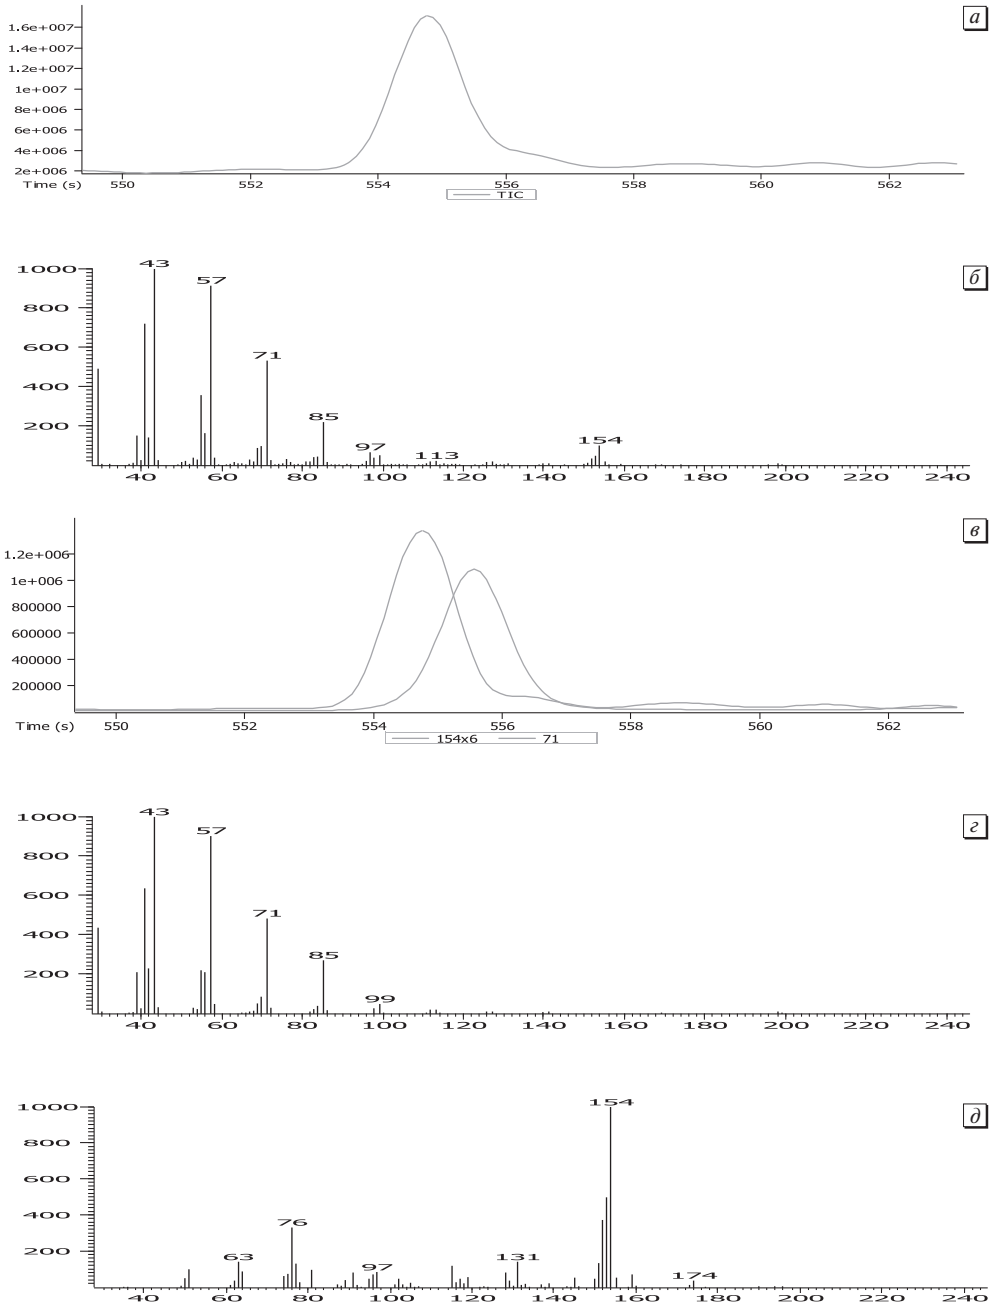 а
1.6e+007
1.4e+007
1.2e+007
1e+007
8e+006
6e+006
4e+006
2e+006
Time (s) 550 552 554 556 558 560 562
TIC
б
1000
800
600
400
200
43
57
71
85
97
113
154
40 60 80 100 120 140 160 180 200 220 240
в
1.2e+006
1e+006
800000
600000
400000
200000
Time (s) 550 552 554 556 558 560 562
154x6 71
г
1000
800
600
400
200
43
57
71
85
99
40 60 80 100 120 140 160 180 200 220 240
д
1000
800
600
400
200
63
76
97
131
154
174
40 60 80 100 120 140 160 180 200 220 240